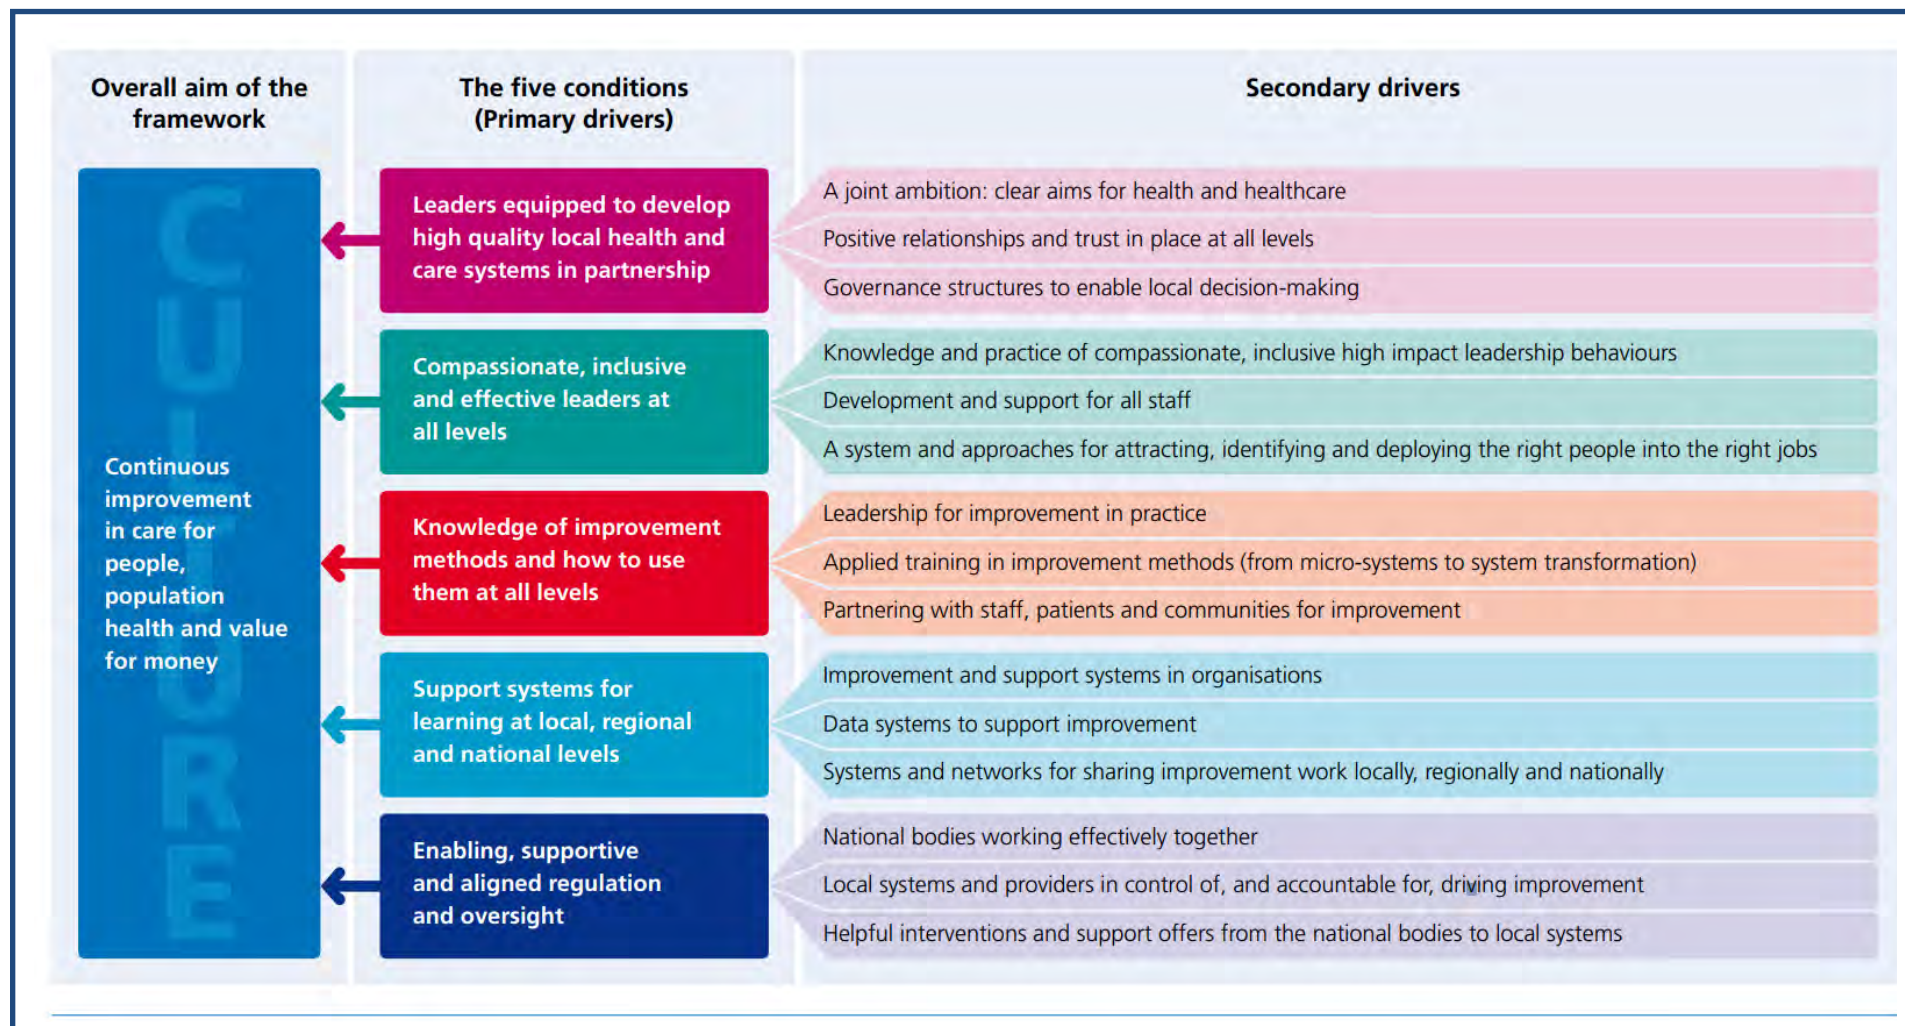 Overall aim of the
framework
The five conditions
(Primary drivers)
Secondary drivers
CULTURE
Continuous
improvement
in care for
people,
population
health and value
for money
Leaders equipped to develop
high quality local health and
care systems in partnership
A joint ambition: clear aims for health and healthcare
Positive relationships and trust in place at all levels
Governance structures to enable local decision-making
Compassionate, inclusive
and effective leaders at
all levels
Knowledge and practice of compassionate, inclusive high impact leadership behaviours
Development and support for all staff
A system and approaches for attracting, identifying and deploying the right people into the right jobs
Knowledge of improvement
methods and how to use
them at all levels
Leadership for improvement in practice
Applied training in improvement methods (from micro-systems to system transformation)
Partnering with staff, patients and communities for improvement
Support systems for
learning at local, regional
and national levels
Improvement and support systems in organisations
Data systems to support improvement
Systems and networks for sharing improvement work locally, regionally and nationally
Enabling, supportive
and aligned regulation
and oversight
National bodies working effectively together
Local systems and providers in control of, and accountable for, driving improvement
Helpful interventions and support offers from the national bodies to local systems